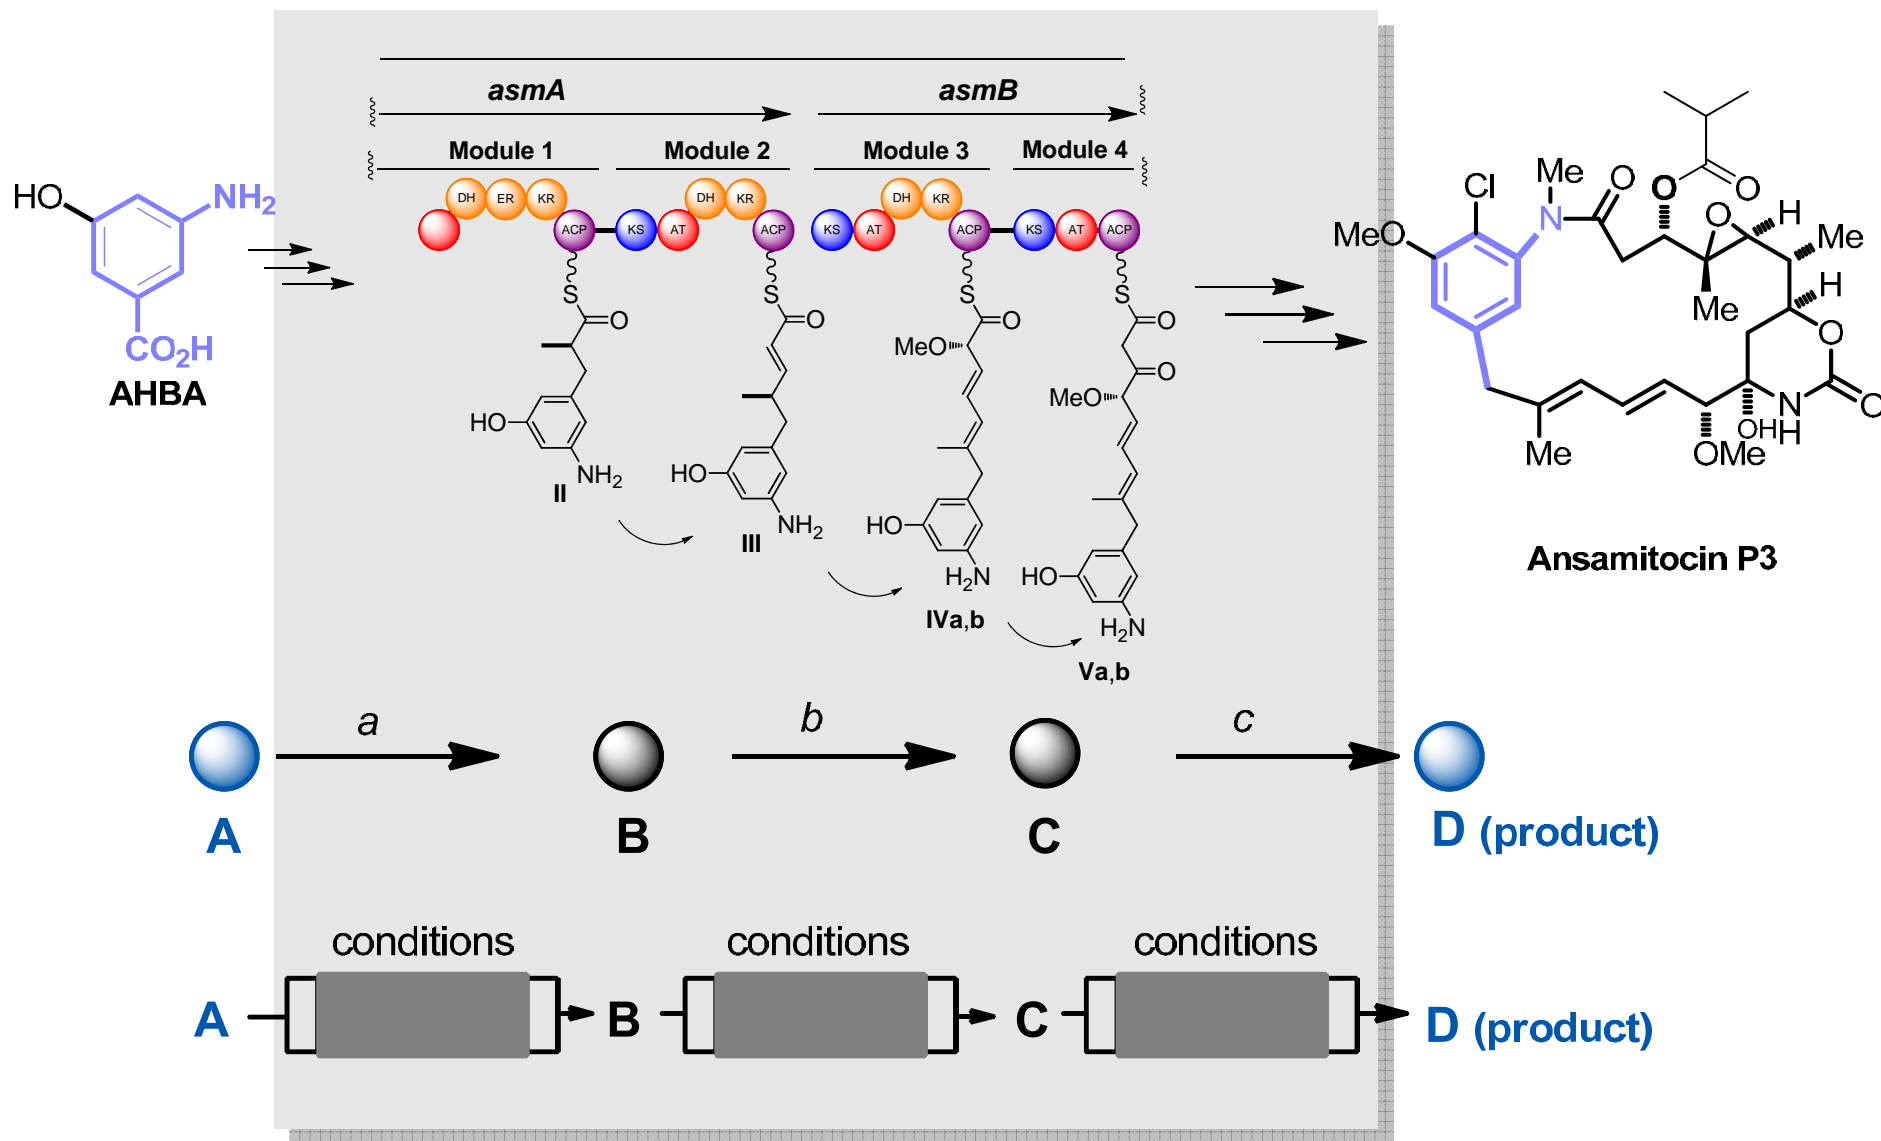 asmA asmB
Module 1 Module 2 Module 3 Module 4
DH ER KR DH KR DH KR
ACP KS AT ACP KS AT ACP KS AT ACP
HO NH2
CO2H
AHBA
S O
HO
NH2
II
S O
HO
NH2
III
S O
MeO
HO
H2N
IVa,b
S O
O
MeO
HO
H2N
Va,b
Cl Me O O O
MeO N O H
Me
Me H
O
N O
H
OH
Me OMe
Ansamitocin P3
a b c
A B C D (product)
conditions conditions conditions
A B C D (product)